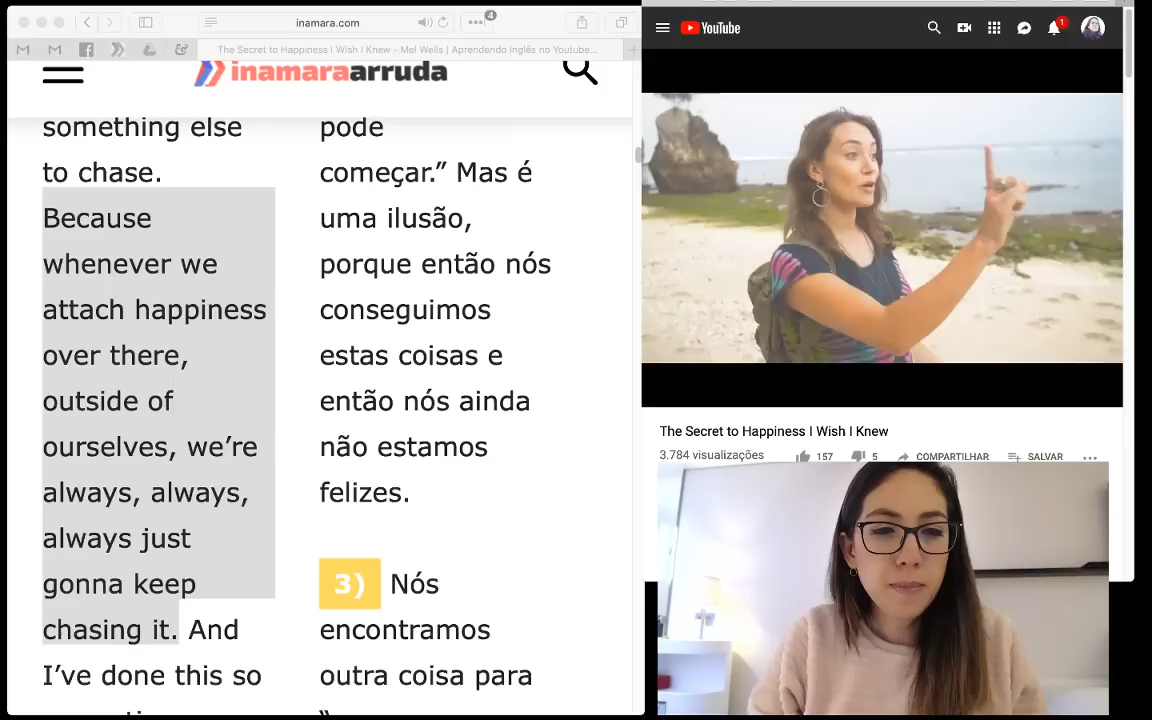 inamara.com
4
The Secret to Happiness I Wish I Knew - Mel Wells | Aprendendo Inglês no Youtube...
inamaraarruda
something else
to chase.
Because
whenever we
attach happiness
over there,
outside of
ourselves, we’re
always, always,
always just
gonna keep
chasing it. And
I’ve done this so
pode
começar.” Mas é
uma ilusão,
porque então nós
conseguimos
estas coisas e
então nós ainda
não estamos
felizes.
3) Nós
encontramos
outra coisa para
YouTube
1
The Secret to Happiness I Wish I Knew
3.784 visualizações
157
5
COMPARTILHAR
SALVAR